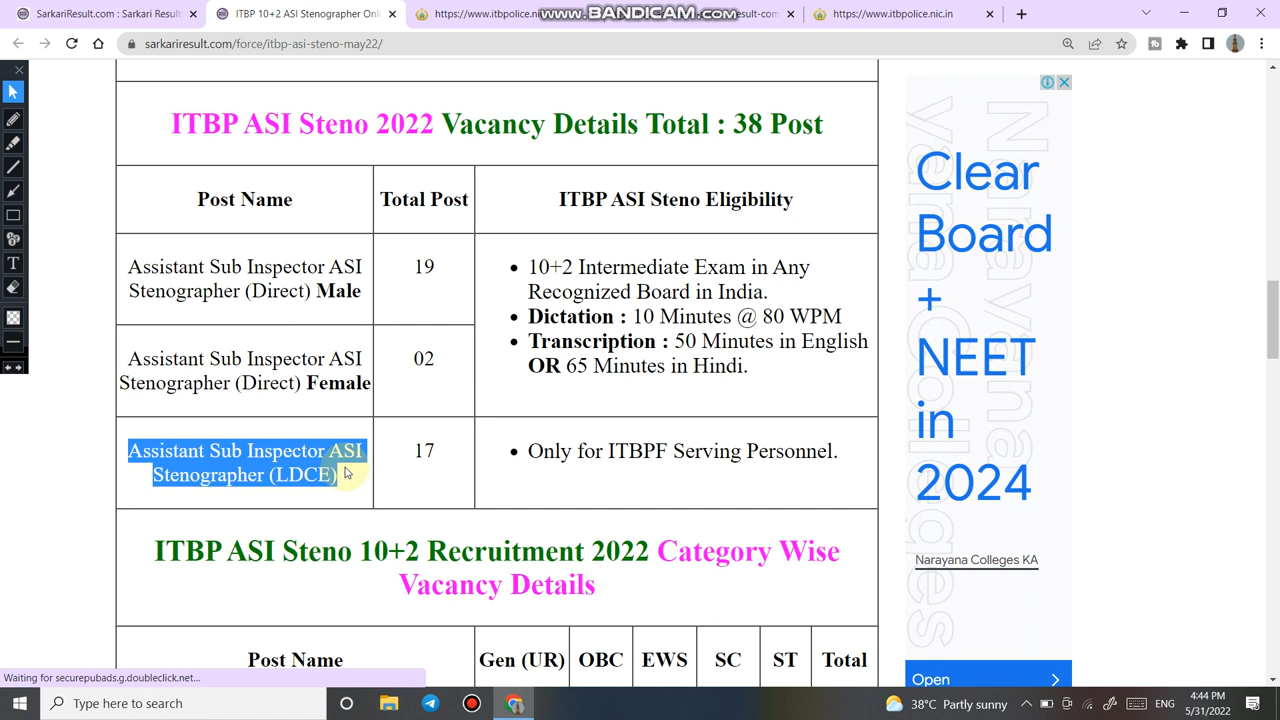 SarkariResult.com : Sarkari Resul
ITBP 10+2 ASI Stenographer Onl
https://www.itbpolice.ni
sult-com
https://www.itbpolice.nic.in
www.BANDICAM.com
sarkariresult.com/force/itbp-asi-steno-may22/
ITBP ASI Steno 2022 Vacancy Details Total : 38 Post
Post Name
Total Post
ITBP ASI Steno Eligibility
Assistant Sub Inspector ASI
Stenographer (Direct) Male
19
10+2 Intermediate Exam in Any
Recognized Board in India.
Dictation : 10 Minutes @ 80 WPM
Transcription : 50 Minutes in English
OR 65 Minutes in Hindi.
Assistant Sub Inspector ASI
Stenographer (Direct) Female
02
Assistant Sub Inspector ASI
Stenographer (LDCE)
17
Only for ITBPF Serving Personnel.
ITBP ASI Steno 10+2 Recruitment 2022 Category Wise
Vacancy Details
Post Name
Gen (UR)
OBC
EWS
SC
ST
Total
Clear
Board
+
NEET
in
2024
Narayana Colleges KA
Open
Narayana Colleges
Waiting for securepubads.g.doubleclick.net...
Type here to search
38°C Partly sunny
ENG
4:44 PM
5/31/2022